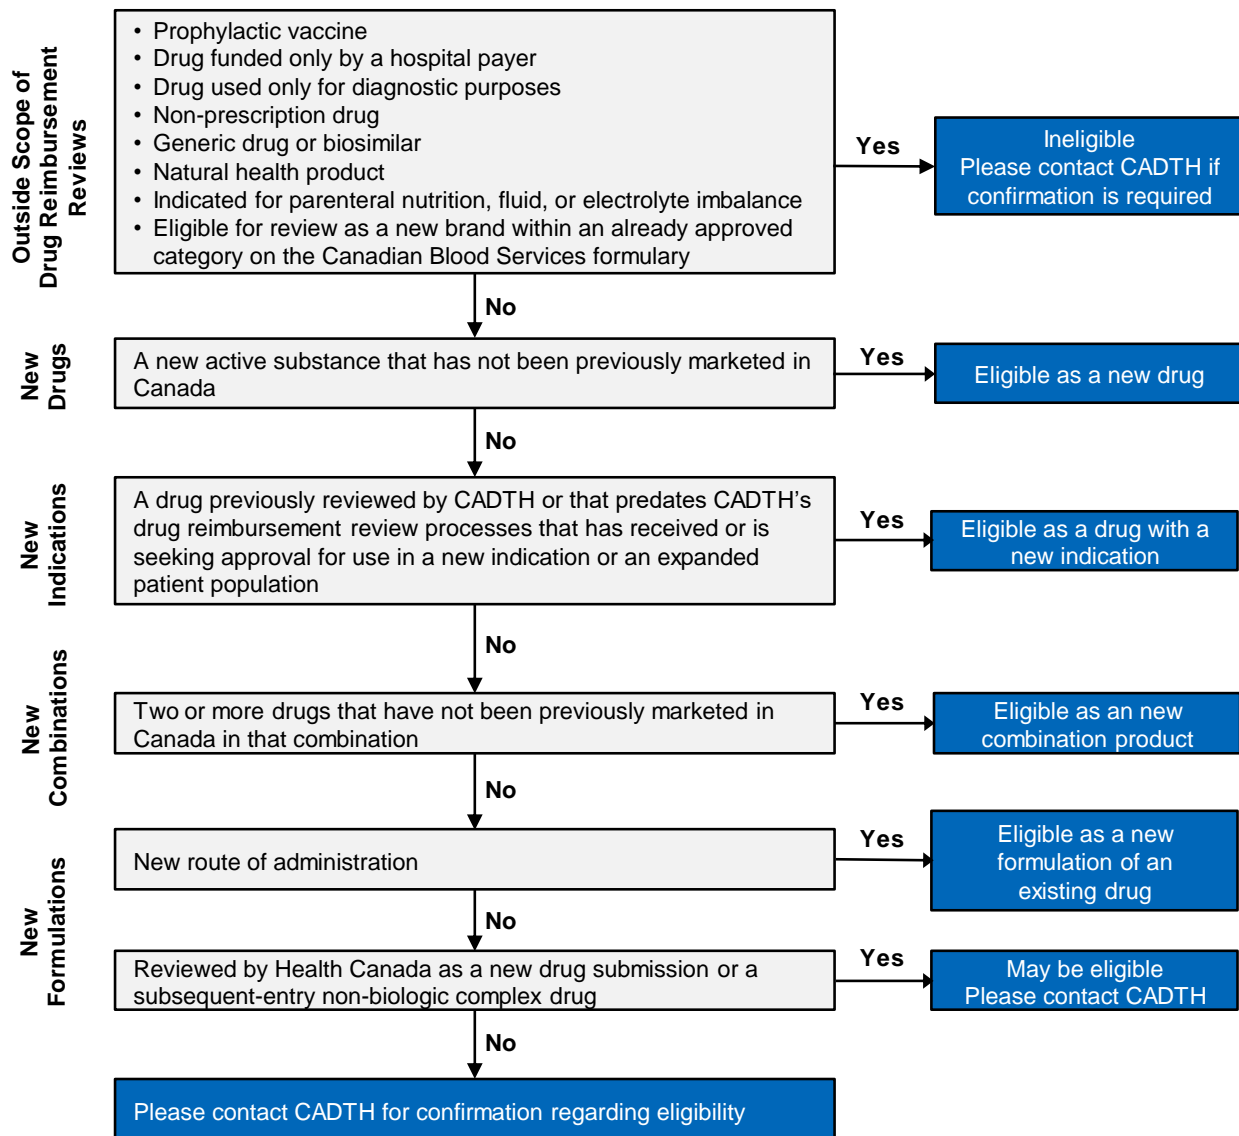 Outside Scope of
Drug Reimbursement
Reviews
• Prophylactic vaccine
• Drug funded only by a hospital payer
• Drug used only for diagnostic purposes
• Non-prescription drug
• Generic drug or biosimilar
• Natural health product
• Indicated for parenteral nutrition, fluid, or electrolyte imbalance
• Eligible for review as a new brand within an already approved
category on the Canadian Blood Services formulary
Yes
Ineligible
Please contact CADTH if
confirmation is required
No
New
Drugs
A new active substance that has not been previously marketed in
Canada
Yes
Eligible as a new drug
No
New
Indications
A drug previously reviewed by CADTH or that predates CADTH’s
drug reimbursement review processes that has received or is
seeking approval for use in a new indication or an expanded
patient population
Yes
Eligible as a drug with a
new indication
No
New
Combinations
Two or more drugs that have not been previously marketed in
Canada in that combination
Yes
Eligible as an new
combination product
No
New
Formulations
New route of administration
Yes
Eligible as a new
formulation of an
existing drug
No
Reviewed by Health Canada as a new drug submission or a
subsequent-entry non-biologic complex drug
Yes
May be eligible
Please contact CADTH
No
Please contact CADTH for confirmation regarding eligibility